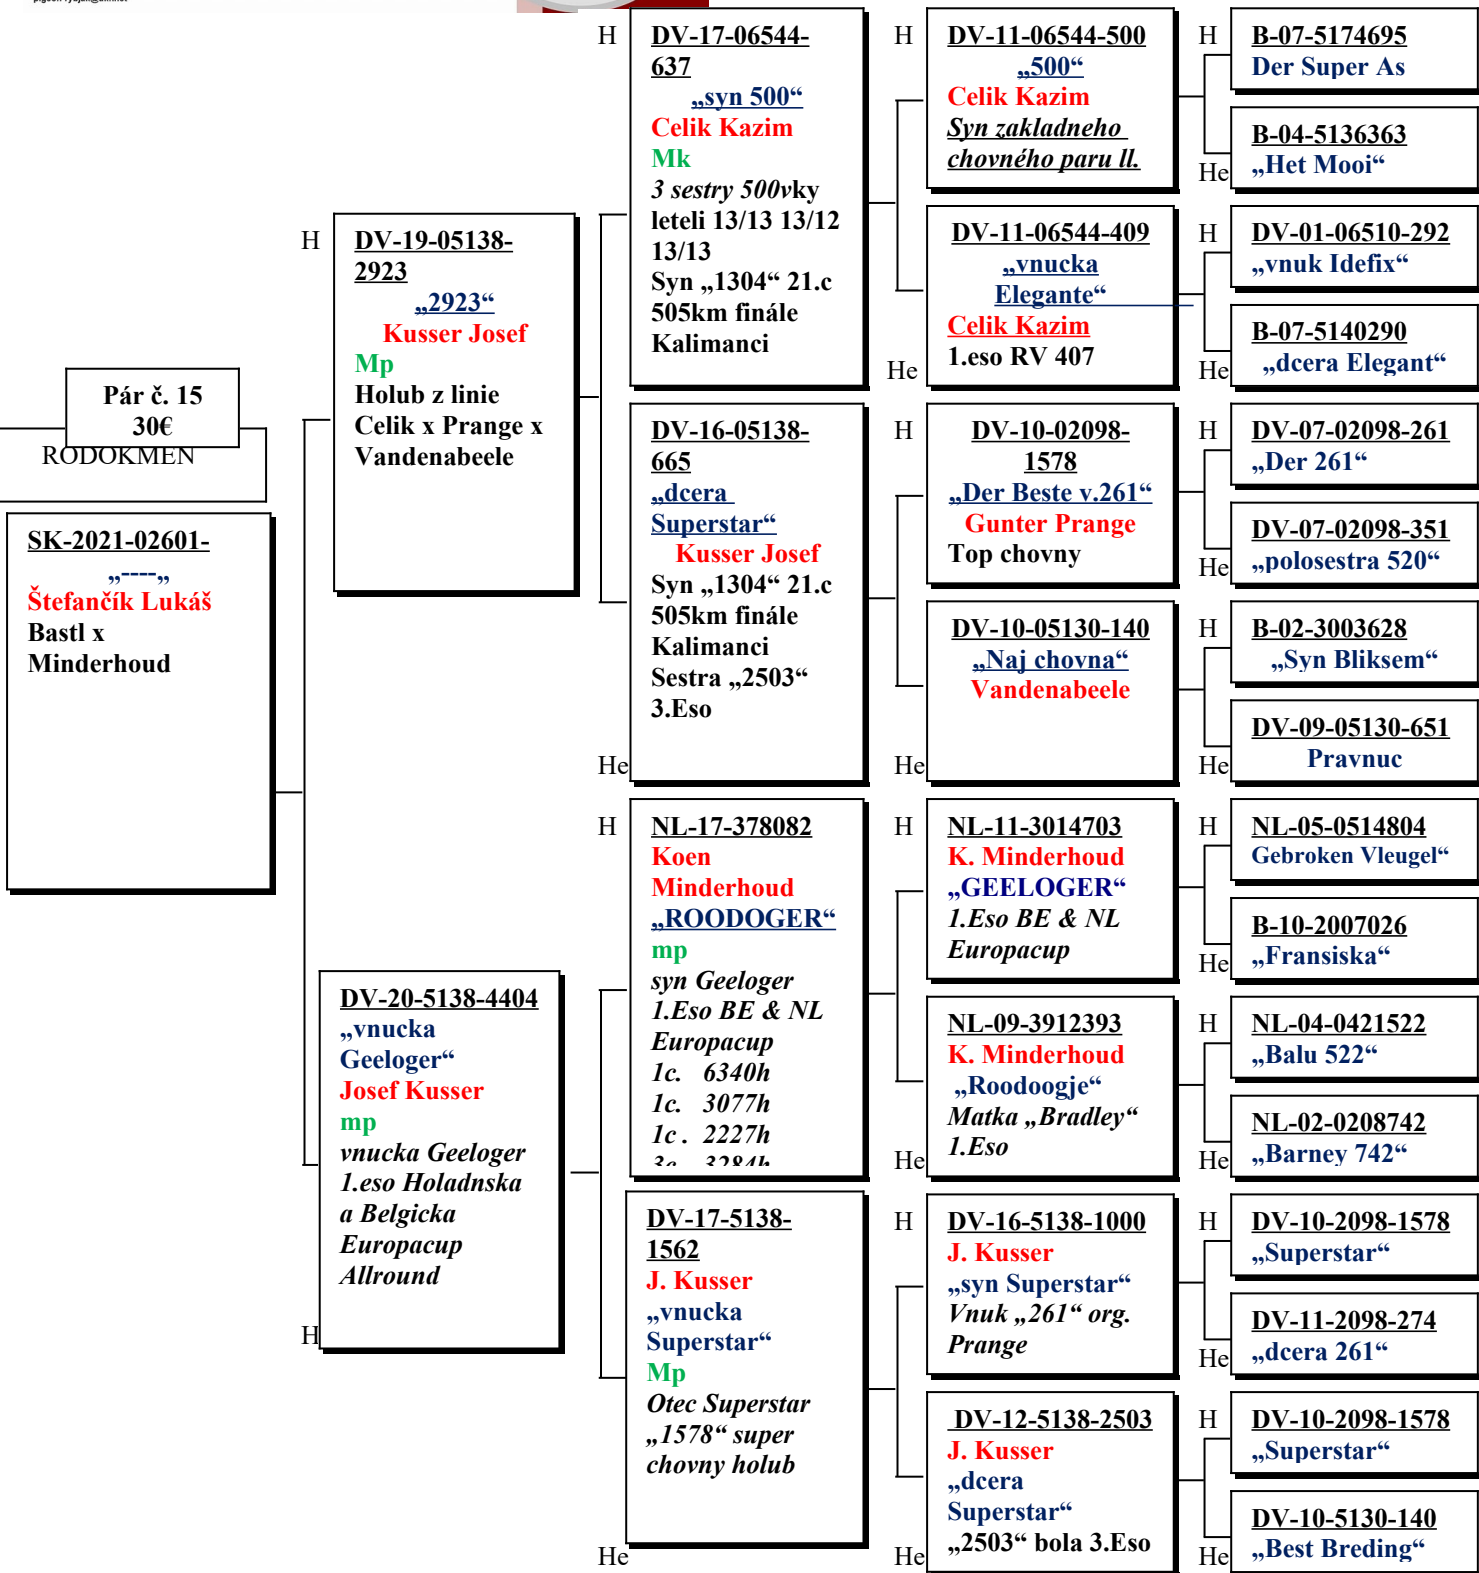 Pár č. 15
30€
RODOKMEŇ
SK-2021-02601-
„----„
Štefančík Lukáš
Bastl x
Minderhoud
H
DV-19-05138-
2923
„2923“
Kusser Josef
Mp
Holub z linie
Celik x Prange x
Vandenabeele
H
DV-20-5138-4404
„vnucka
Geeloger“
Josef Kusser
mp
vnucka Geeloger
1.eso Holadnska
a Belgicka
Europacup
Allround
H
DV-17-06544-
637
„syn 500“
Celik Kazim
Mk
3 sestry 500vky
leteli 13/13 13/12
13/13
Syn „1304“ 21.c
505km finále
Kalimanci
He
DV-16-05138-
665
„dcera
Superstar“
Kusser Josef
Syn „1304“ 21.c
505km finále
Kalimanci
Sestra „2503“
3.Eso
H
NL-17-378082
Koen
Minderhoud
„ROODOGER“
mp
syn Geeloger
1.Eso BE & NL
Europacup
1c. 6340h
1c. 3077h
1c . 2227h
3c. 3284h
He
DV-17-5138-
1562
J. Kusser
„vnucka
Superstar“
Mp
Otec Superstar
„1578“ super
chovny holub
H
DV-11-06544-500
„500“
Celik Kazim
Syn zakladneho
chovného paru ll.
He
DV-11-06544-409
„vnucka
Elegante“
Celik Kazim
1.eso RV 407
H
DV-10-02098-
1578
„Der Beste v.261“
Gunter Prange
Top chovny
He
DV-10-05130-140
„Naj chovna“
Vandenabeele
H
NL-11-3014703
K. Minderhoud
„GEELOGER“
1.Eso BE & NL
Europacup
He
NL-09-3912393
K. Minderhoud
„Roodoogje“
Matka „Bradley“
1.Eso
H
DV-16-5138-1000
J. Kusser
„syn Superstar“
Vnuk „261“ org.
Prange
He
DV-12-5138-2503
J. Kusser
„dcera
Superstar“
„2503“ bola 3.Eso
H
B-07-5174695
Der Super As
He
B-04-5136363
„Het Mooi“
H
DV-01-06510-292
„vnuk Idefix“
He
B-07-5140290
„dcera Elegant“
H
DV-07-02098-261
„Der 261“
He
DV-07-02098-351
„polosestra 520“
H
B-02-3003628
„Syn Bliksem“
He
DV-09-05130-651
Pravnuc
H
NL-05-0514804
Gebroken Vleugel“
He
B-10-2007026
„Fransiska“
H
NL-04-0421522
„Balu 522“
He
NL-02-0208742
„Barney 742“
H
DV-10-2098-1578
„Superstar“
He
DV-11-2098-274
„dcera 261“
H
DV-10-2098-1578
„Superstar“
He
DV-10-5130-140
„Best Breding“